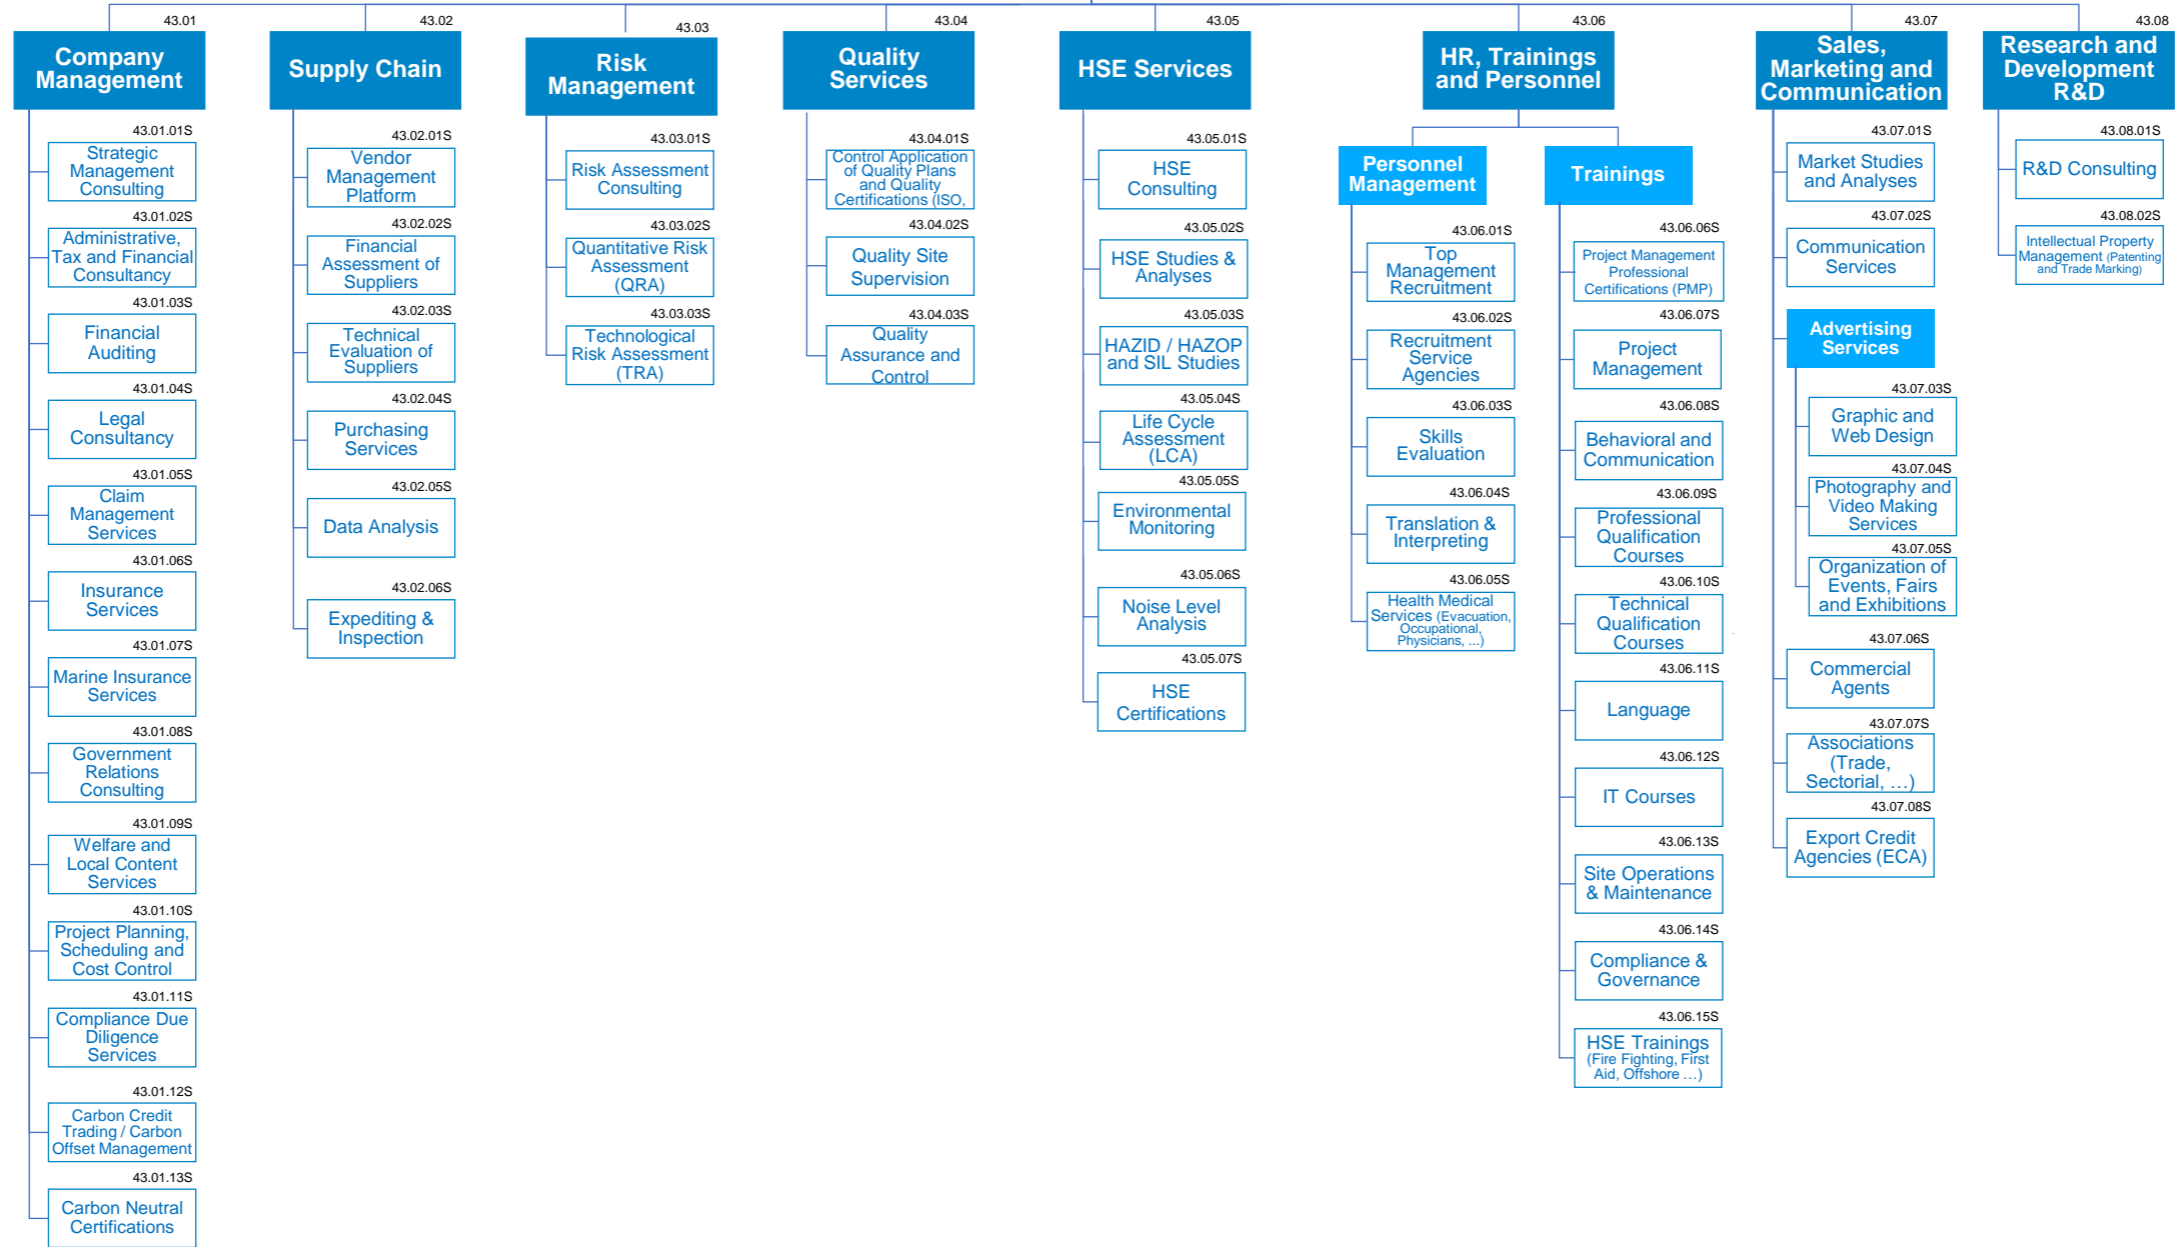 43.01
Company
Management
43.01.01S
Strategic
Management
Consulting
43.01.02S
Administrative,
Tax and Financial
Consultancy
43.01.03S
Financial
Auditing
43.01.04S
Legal
Consultancy
43.01.05S
Claim
Management
Services
43.01.06S
Insurance
Services
43.01.07S
Marine Insurance
Services
43.01.08S
Government
Relations
Consulting
43.01.09S
Welfare and
Local Content
Services
43.01.10S
Project Planning,
Scheduling and
Cost Control
43.01.11S
Compliance Due
Diligence
Services
43.01.12S
Carbon Credit
Trading / Carbon
Offset Management
43.01.13S
Carbon Neutral
Certifications
43.02
Supply Chain
43.02.01S
Vendor
Management
Platform
43.02.02S
Financial
Assessment of
Suppliers
43.02.03S
Technical
Evaluation of
Suppliers
43.02.04S
Purchasing
Services
43.02.05S
Data Analysis
43.02.06S
Expediting &
Inspection
43.03
Risk
Management
43.03.01S
Risk Assessment
Consulting
43.03.02S
Quantitative Risk
Assessment
(QRA)
43.03.03S
Technological
Risk Assessment
(TRA)
43.04
Quality
Services
43.04.01S
Control Application
of Quality Plans
and Quality
Certifications (ISO,
43.04.02S
Quality Site
Supervision
43.04.03S
Quality
Assurance and
Control
43.05
HSE Services
43.05.01S
HSE
Consulting
43.05.02S
HSE Studies &
Analyses
43.05.03S
HAZID / HAZOP
and SIL Studies
43.05.04S
Life Cycle
Assessment
(LCA)
43.05.05S
Environmental
Monitoring
43.05.06S
Noise Level
Analysis
43.05.07S
HSE
Certifications
43.06
HR, Trainings
and Personnel
Personnel
Management
43.06.01S
Top
Management
Recruitment
43.06.02S
Recruitment
Service
Agencies
43.06.03S
Skills
Evaluation
43.06.04S
Translation &
Interpreting
43.06.05S
Health Medical
Services (Evacuation,
Occupational,
Physicians, ...)
Trainings
43.06.06S
Project Management
Professional
Certifications (PMP)
43.06.07S
Project
Management
43.06.08S
Behavioral and
Communication
43.06.09S
Professional
Qualification
Courses
43.06.10S
Technical
Qualification
Courses
43.06.11S
Language
43.06.12S
IT Courses
43.06.13S
Site Operations
& Maintenance
43.06.14S
Compliance &
Governance
43.06.15S
HSE Trainings
(Fire Fighting, First
Aid, Offshore …)
43.07
Sales,
Marketing and
Communication
43.07.01S
Market Studies
and Analyses
43.07.02S
Communication
Services
Advertising
Services
43.07.03S
Graphic and
Web Design
43.07.04S
Photography and
Video Making
Services
43.07.05S
Organization of
Events, Fairs
and Exhibitions
43.07.06S
Commercial
Agents
43.07.07S
Associations
(Trade,
Sectorial, …)
43.07.08S
Export Credit
Agencies (ECA)
43.08
Research and
Development
R&D
43.08.01S
R&D Consulting
43.08.02S
Intellectual Property
Management (Patenting
and Trade Marking)